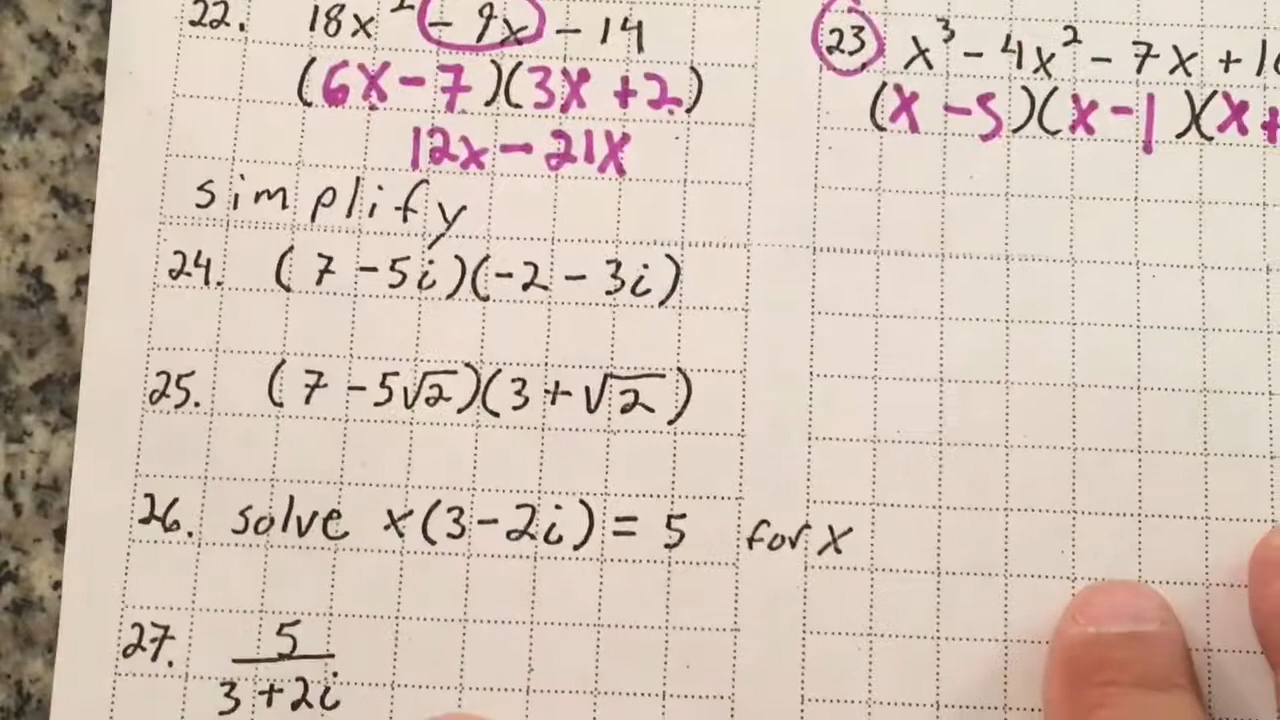 22. 18x² - 9x - 14
(6x - 7)(3x + 2)
12x - 21x
23 x³ - 4x² - 7x + 1
(x - 5)(x - 1)(x +
simplify
24. (7 - 5i)(-2 - 3i)
25. (7 - 5√2)(3 + √2)
26. solve x(3 - 2i) = 5 for x
27. 5
3 + 2i